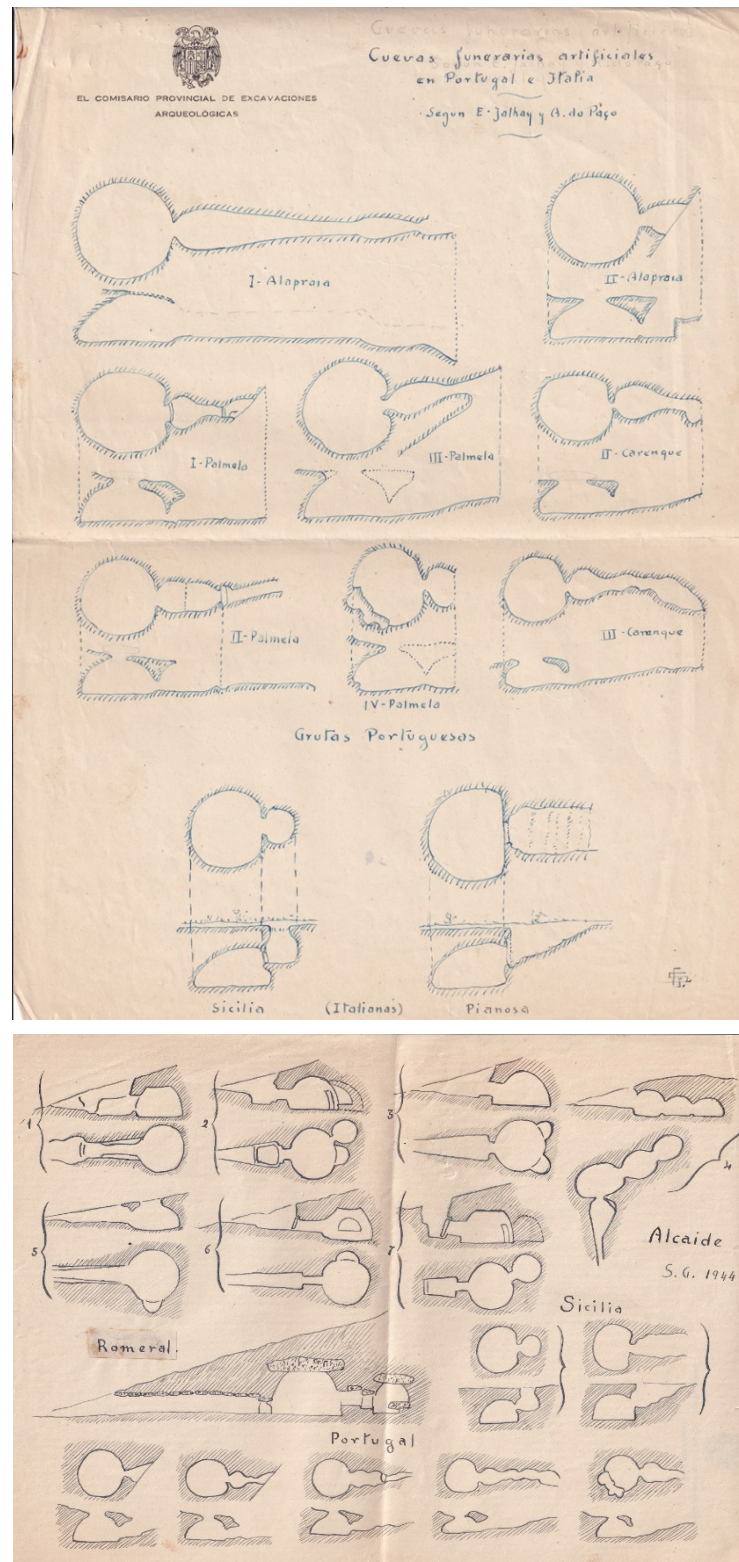 EL COMISARIO PROVINCIAL DE EXCAVACIONES
ARQUEOLÓGICAS
Cuevas funerarias artificiales
en Portugal e Italia
Segun E. Jalhay y A. do Paço
I - Alapraia
II - Alapraia
I - Palmela
III - Palmela
II - Carenque
II - Palmela
IV - Palmela
III - Carenque
Grutas Portuguesas
Sicilia
(Italianas)
Pianosa
1
2
3
4
5
6
7
Alcaide
S. G. 1944
Sicilia
Romeral.
Portugal